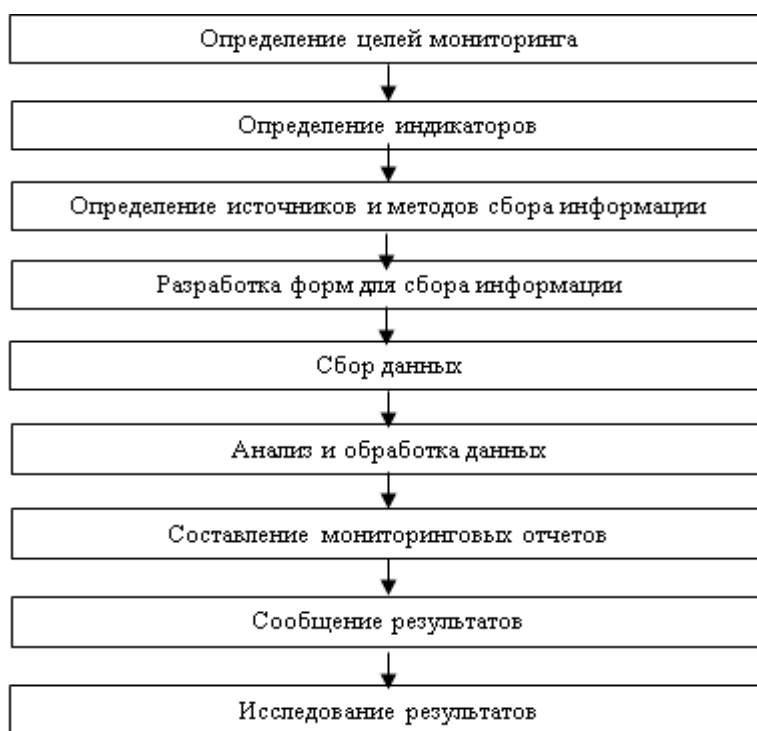 Определение целей мониторинга
Определение индикаторов
Определение источников и методов сбора информации
Разработка форм для сбора информации
Сбор данных
Анализ и обработка данных
Составление мониторинговых отчетов
Сообщение результатов
Исследование результатов